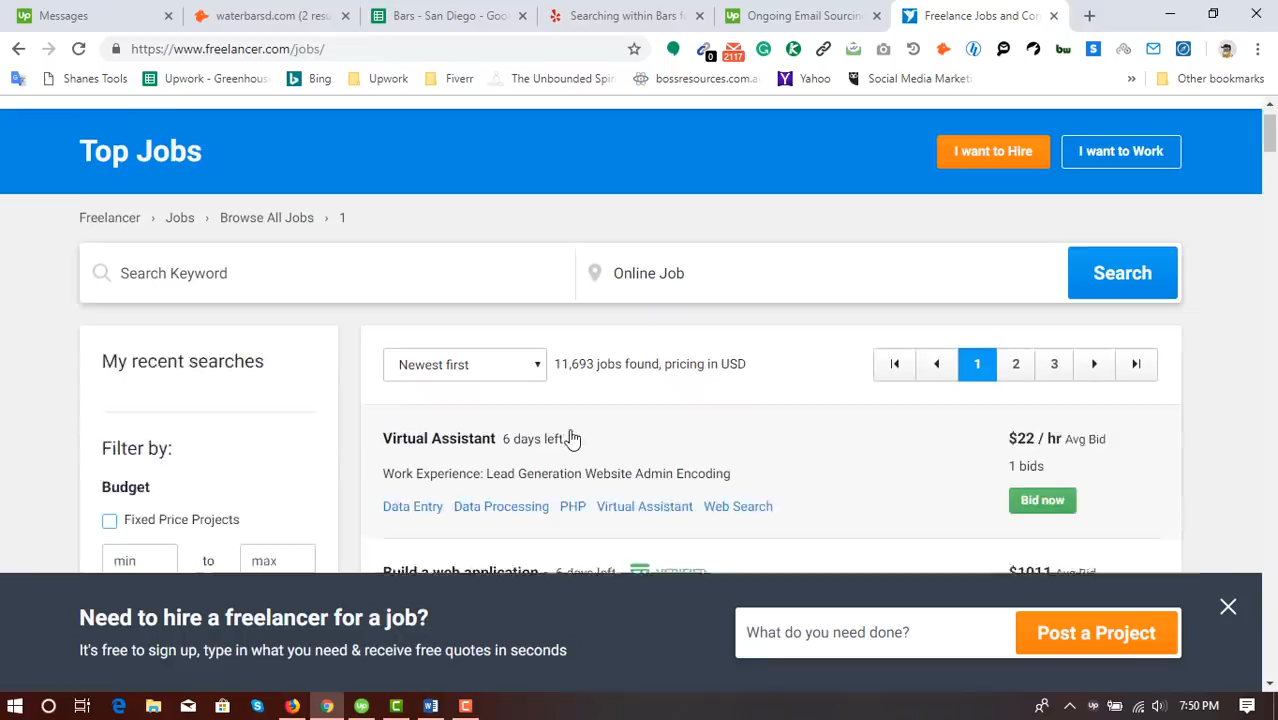 Messages
waterbarsd.com (2 resu
Bars - San Diego - Goo
Searching within Bars f
Ongoing Email Sourcin
Freelance Jobs and Con
https://www.freelancer.com/jobs/
0
2117
bw
Shanes Tools
Upwork - Greenhous
Bing
Upwork
Fiverr
The Unbounded Spin
bossresources.com.a
Yahoo
Social Media Marketi
»
Other bookmarks
Top Jobs
I want to Hire
I want to Work
Freelancer › Jobs › Browse All Jobs › 1
Search Keyword
Online Job
Search
My recent searches
Newest first
11,693 jobs found, pricing in USD
1
2
3
Virtual Assistant 6 days left
$22 / hr Avg Bid
Filter by:
Work Experience: Lead Generation Website Admin Encoding
1 bids
Budget
Data Entry Data Processing PHP Virtual Assistant Web Search
Bid now
Fixed Price Projects
min to max
Build a web application 6 days left VERIFIED
$1011 Avg Bid
Need to hire a freelancer for a job?
What do you need done?
Post a Project
It's free to sign up, type in what you need & receive free quotes in seconds
7:50 PM